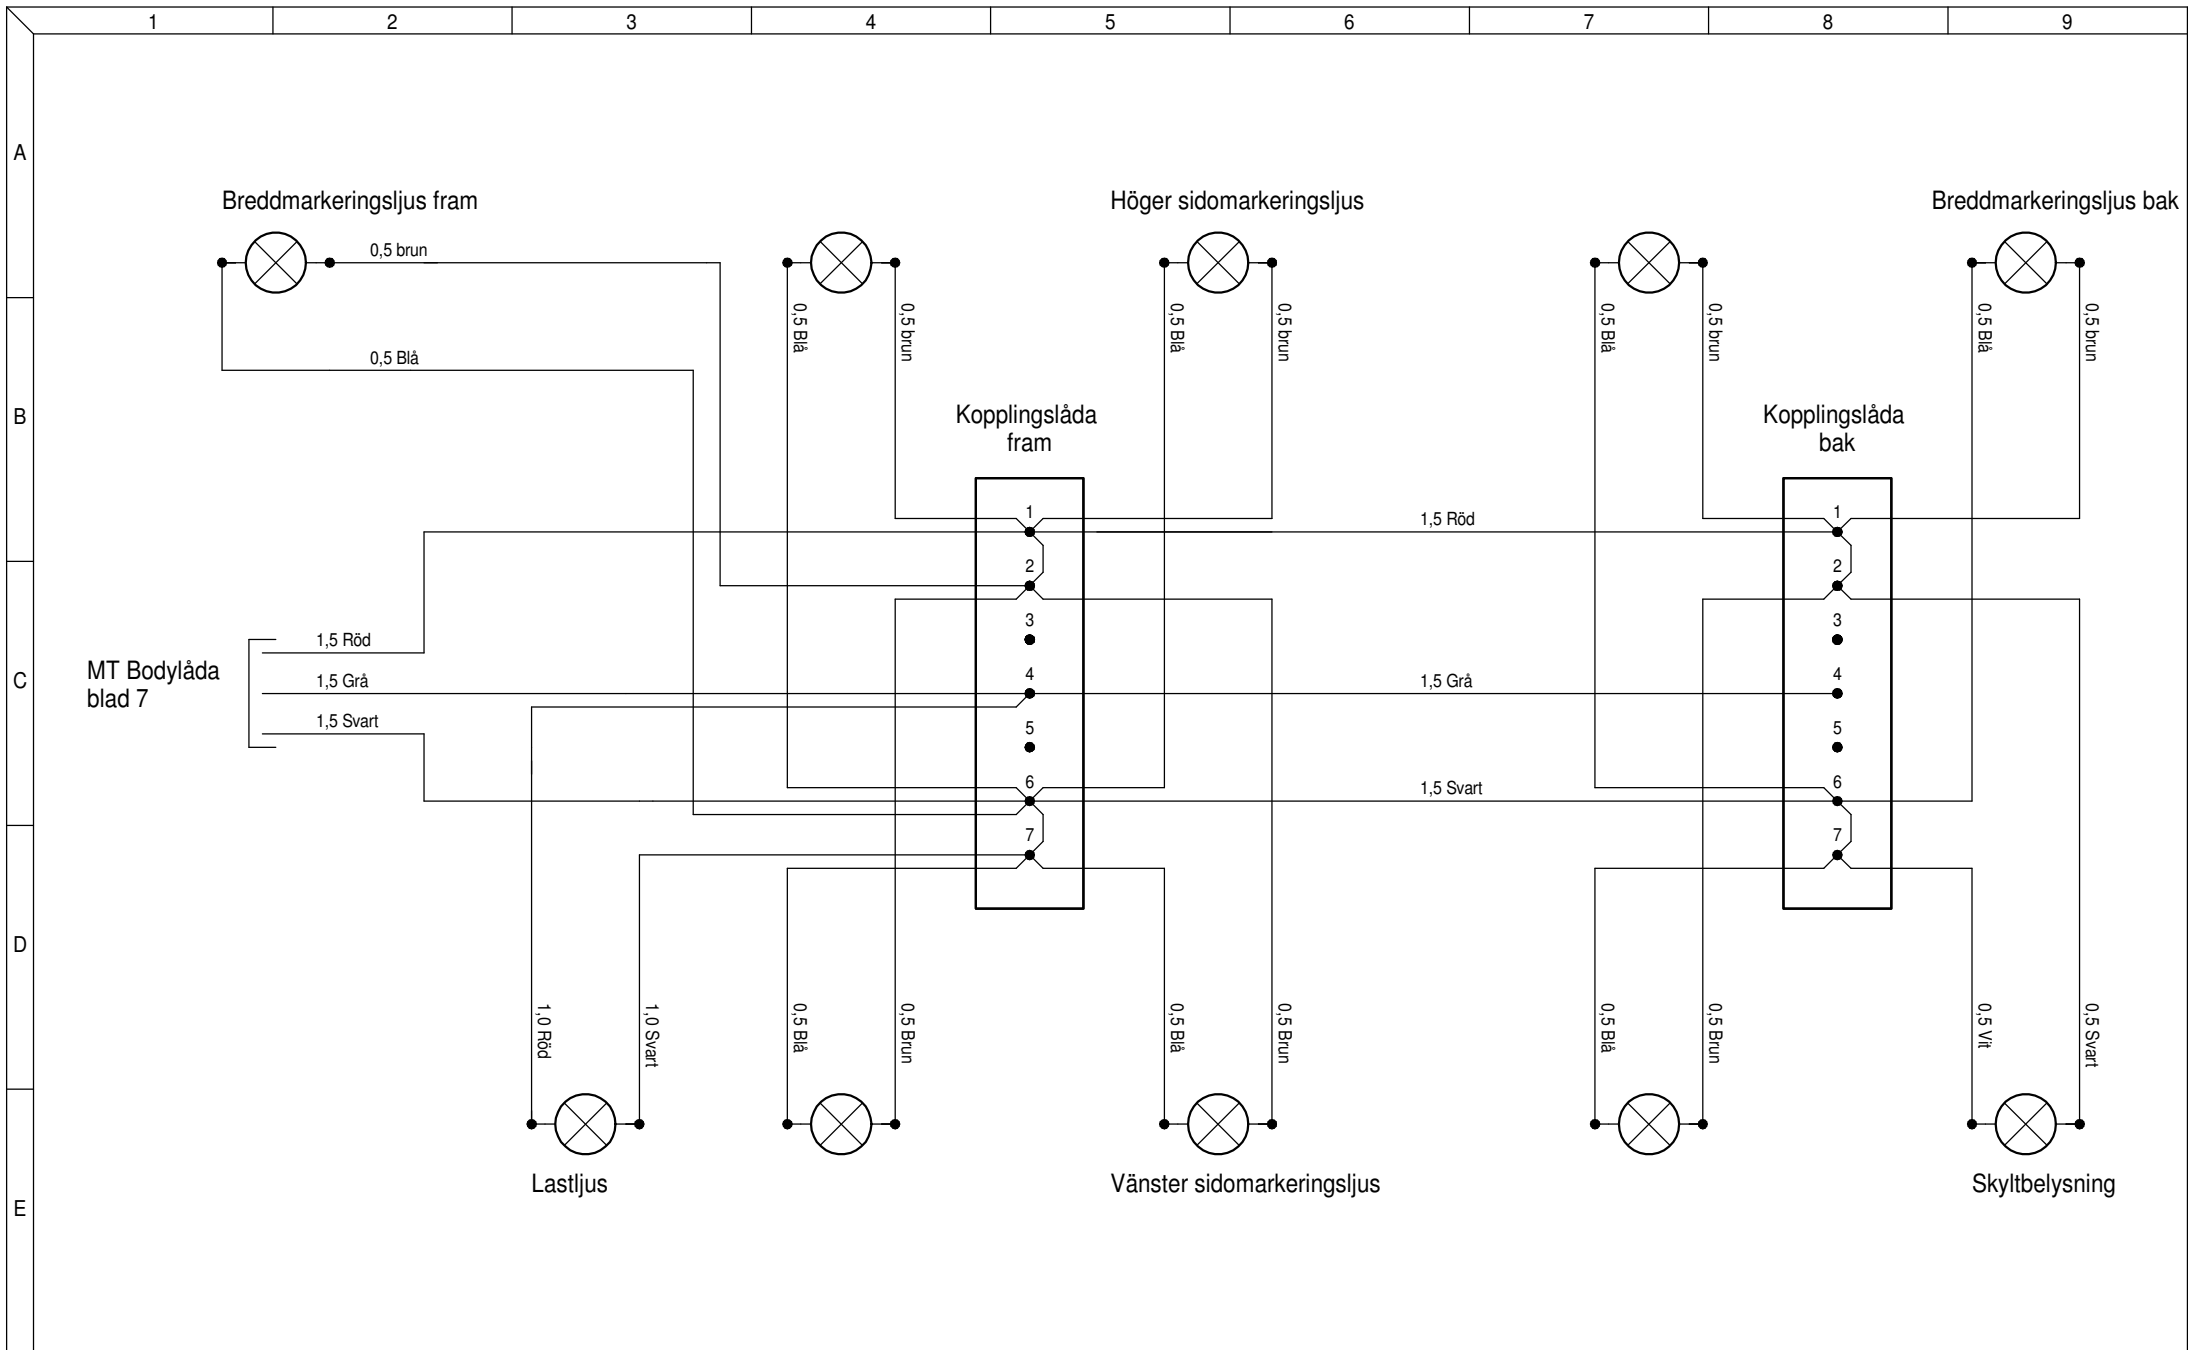 1 2 3 4 5 6 7 8 9
A
Breddmarkeringsljus fram
Höger sidomarkeringsljus
Breddmarkeringsljus bak
0,5 brun
0,5 Blå
0,5 brun
0,5 Blå
0,5 brun
0,5 Blå
0,5 brun
0,5 Blå
0,5 brun
0,5 Blå
B
Kopplingslåda
fram
Kopplingslåda
bak
1
2
3
4
5
6
7
1
2
3
4
5
6
7
1,5 Röd
C
MT Bodylåda
blad 7
1,5 Röd
1,5 Grå
1,5 Svart
1,5 Grå
1,5 Svart
D
1,0 Röd
1,0 Svart
0,5 Blå
0,5 Brun
0,5 Blå
0,5 Brun
0,5 Blå
0,5 Brun
0,5 Vit
0,5 Svart
E
Lastljus
Vänster sidomarkeringsljus
Skyltbelysning